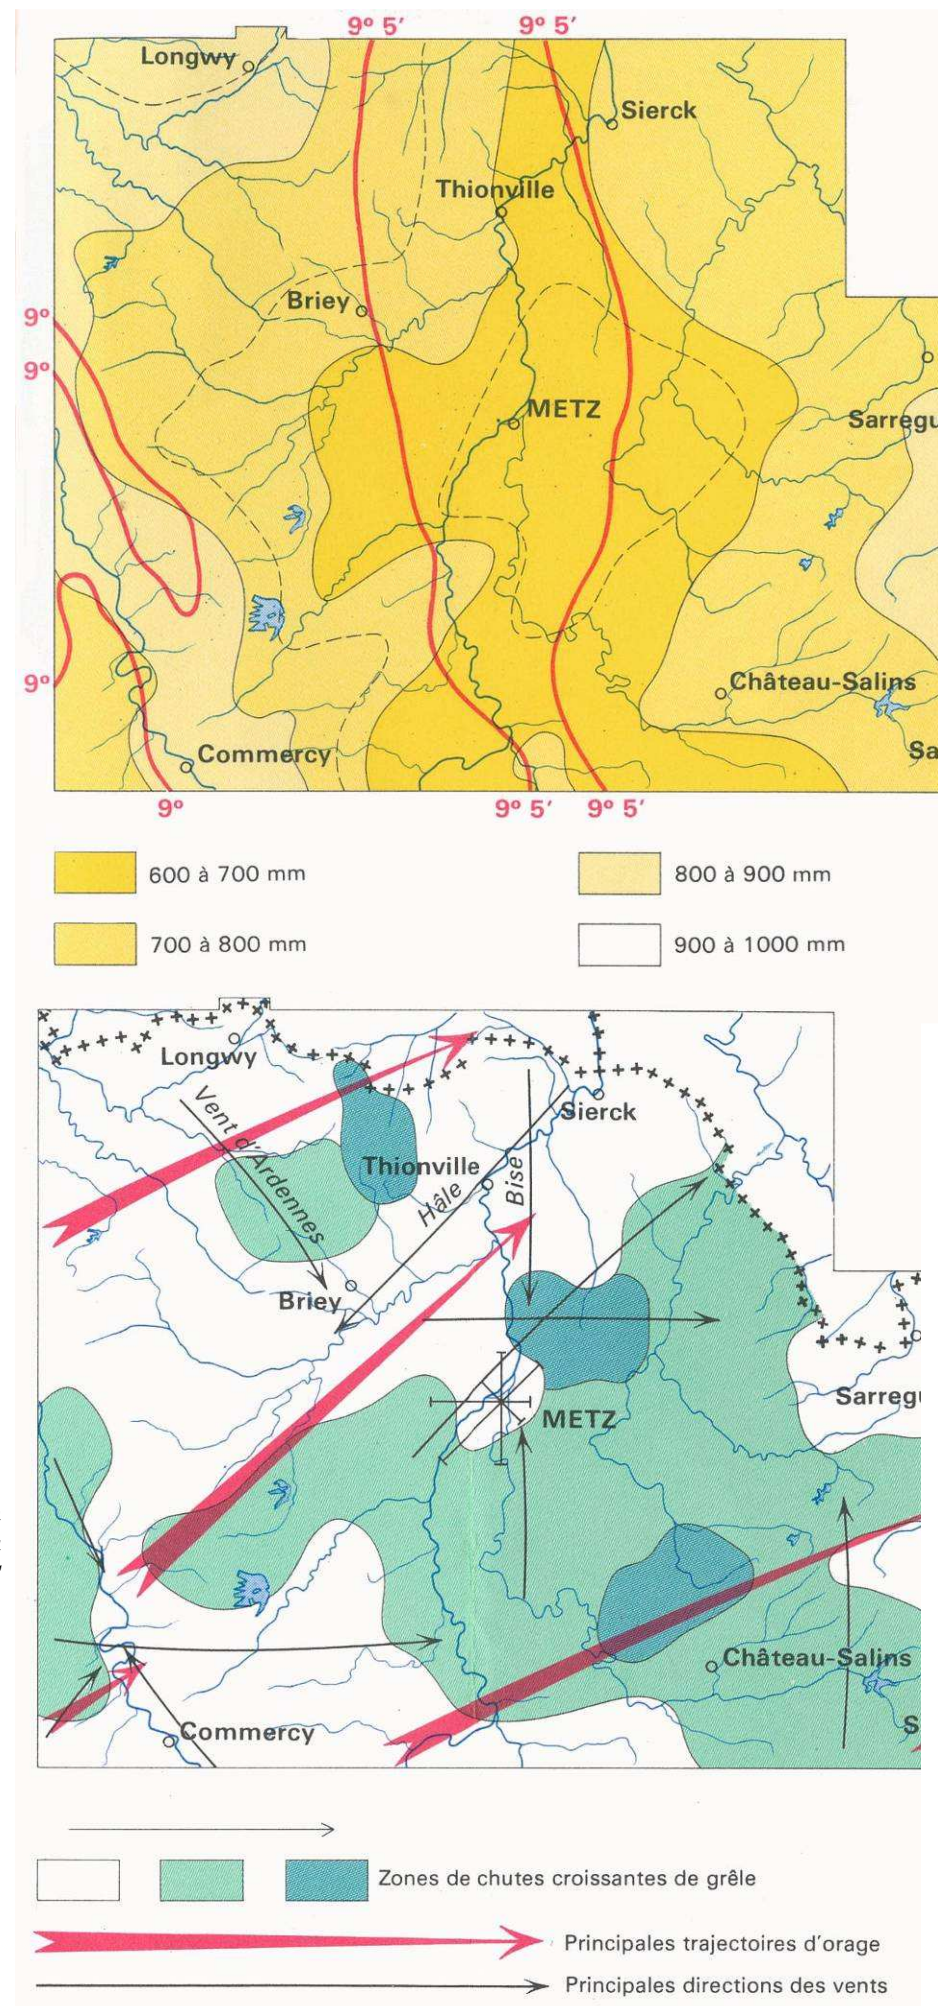 9° 5′ 9° 5′
Longwy
Sierck
Thionville
Briey
9°
9°
METZ
Sarregu
9°
Château-Salins
Commercy
Sa
9° 9° 5′ 9° 5′
600 à 700 mm 800 à 900 mm
700 à 800 mm 900 à 1000 mm
Longwy
Sierck
Vent d'Ardennes
Thionville
Hâle
Bise
Briey
METZ
Sarregu
Château-Salins
Commercy
S
Zones de chutes croissantes de grêle
Principales trajectoires d'orage
Principales directions des vents